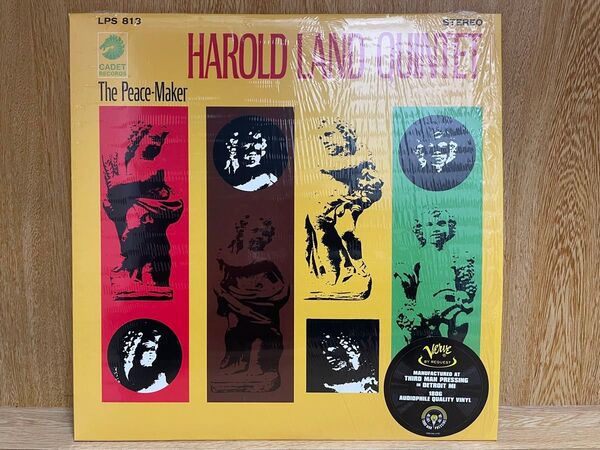 LPS 813
STEREO
CADET
RECORDS
HAROLD LAND QUINTET
The Peace-Maker
Verve
BY REQUEST
MANUFACTURED AT
THIRD MAN PRESSING
IN DETROIT MI
180G
AUDIOPHILE QUALITY VINYL